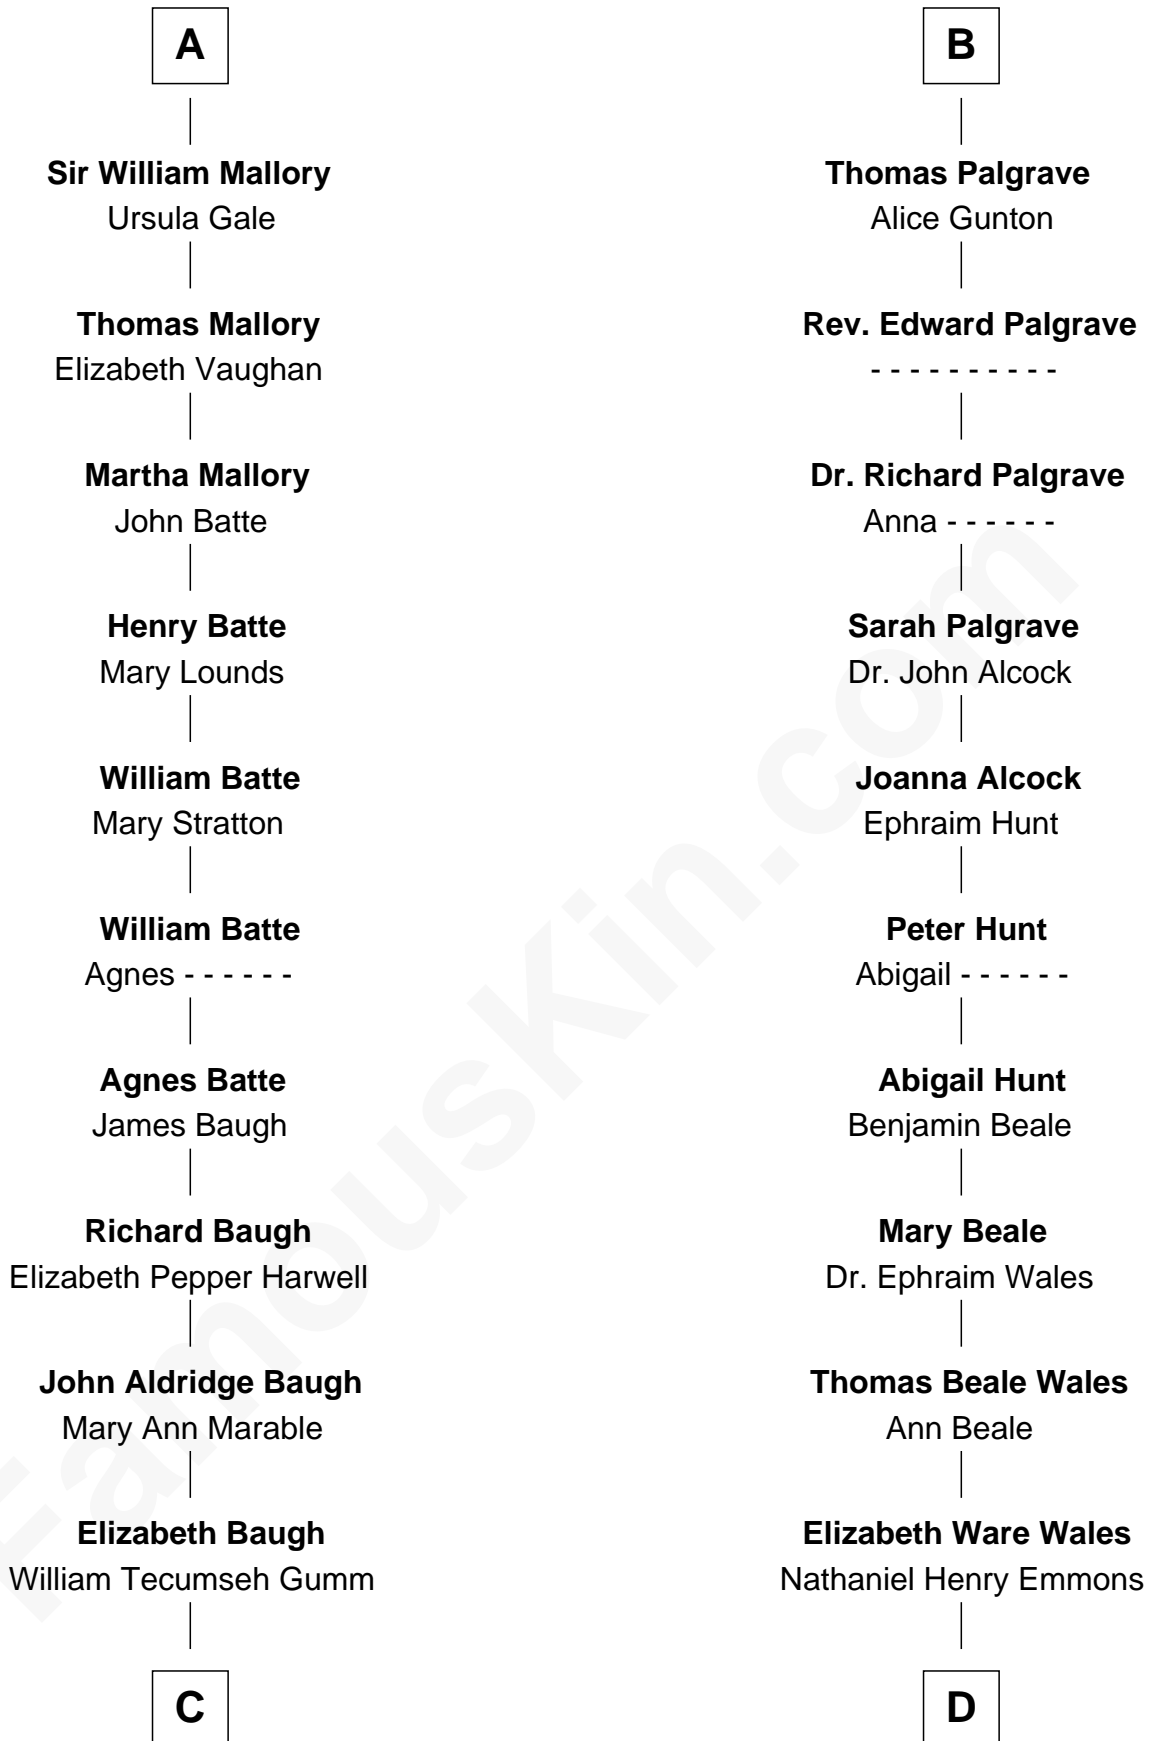 A
Sir William Mallory
Ursula Gale
Thomas Mallory
Elizabeth Vaughan
Martha Mallory
John Batte
Henry Batte
Mary Lounds
William Batte
Mary Stratton
William Batte
Agnes - - - - - -
Agnes Batte
James Baugh
Richard Baugh
Elizabeth Pepper Harwell
John Aldridge Baugh
Mary Ann Marable
Elizabeth Baugh
William Tecumseh Gumm
C
B
Thomas Palgrave
Alice Gunton
Rev. Edward Palgrave
- - - - - - - - - -
Dr. Richard Palgrave
Anna - - - - - -
Sarah Palgrave
Dr. John Alcock
Joanna Alcock
Ephraim Hunt
Peter Hunt
Abigail - - - - - -
Abigail Hunt
Benjamin Beale
Mary Beale
Dr. Ephraim Wales
Thomas Beale Wales
Ann Beale
Elizabeth Ware Wales
Nathaniel Henry Emmons
D
FamousKin.com